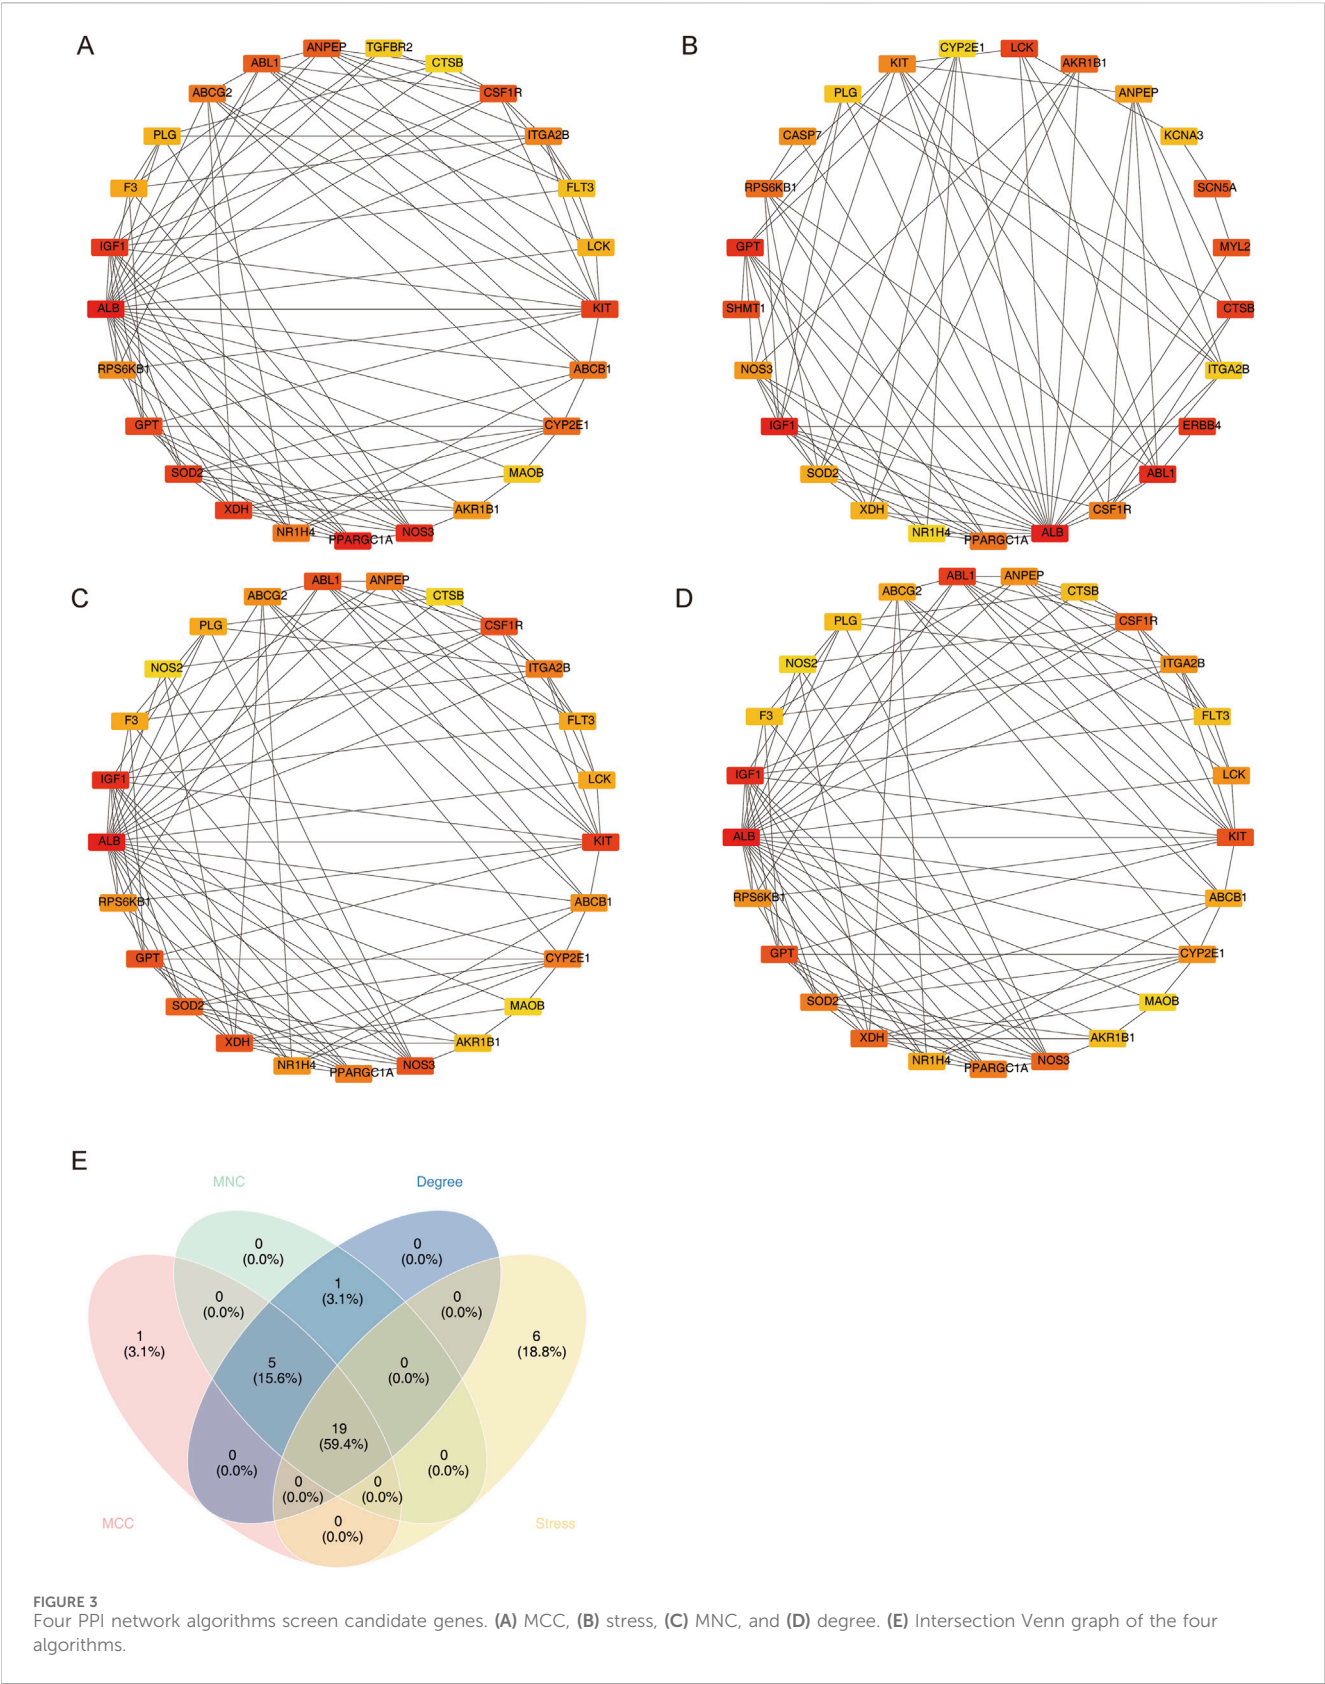 A
ANPEP
TGFBR2
ABL1
CTSB
ABCG2
CSF1R
PLG
ITGA2B
F3
FLT3
IGF1
LCK
ALB
KIT
RPS6KB1
ABCB1
GPT
CYP2E1
SOD2
MAOB
XDH
AKR1B1
NR1H4
PPARGC1A
NOS3
B
CYP2E1
LCK
KIT
AKR1B1
PLG
ANPEP
CASP7
KCNA3
RPS6KB1
SCN5A
GPT
MYL2
SHMT1
CTSB
NOS3
ITGA2B
IGF1
ERBB4
SOD2
ABL1
XDH
CSF1R
NR1H4
PPARGC1A
ALB
C
ABL1
ANPEP
ABCG2
CTSB
PLG
CSF1R
NOS2
ITGA2B
F3
FLT3
IGF1
LCK
ALB
KIT
RPS6KB1
ABCB1
GPT
CYP2E1
SOD2
MAOB
XDH
AKR1B1
NR1H4
PPARGC1A
NOS3
D
ABL1
ANPEP
ABCG2
CTSB
PLG
CSF1R
NOS2
ITGA2B
F3
FLT3
IGF1
LCK
ALB
KIT
RPS6KB1
ABCB1
GPT
CYP2E1
SOD2
MAOB
XDH
AKR1B1
NR1H4
PPARGC1A
NOS3
E
MNC
Degree
0
(0.0%)
0
(0.0%)
1
(3.1%)
0
(0.0%)
0
(0.0%)
1
(3.1%)
6
(18.8%)
5
(15.6%)
0
(0.0%)
19
(59.4%)
0
(0.0%)
0
(0.0%)
0
(0.0%)
0
(0.0%)
0
(0.0%)
MCC
Stress
FIGURE 3
Four PPI network algorithms screen candidate genes. (A) MCC, (B) stress, (C) MNC, and (D) degree. (E) Intersection Venn graph of the four
algorithms.